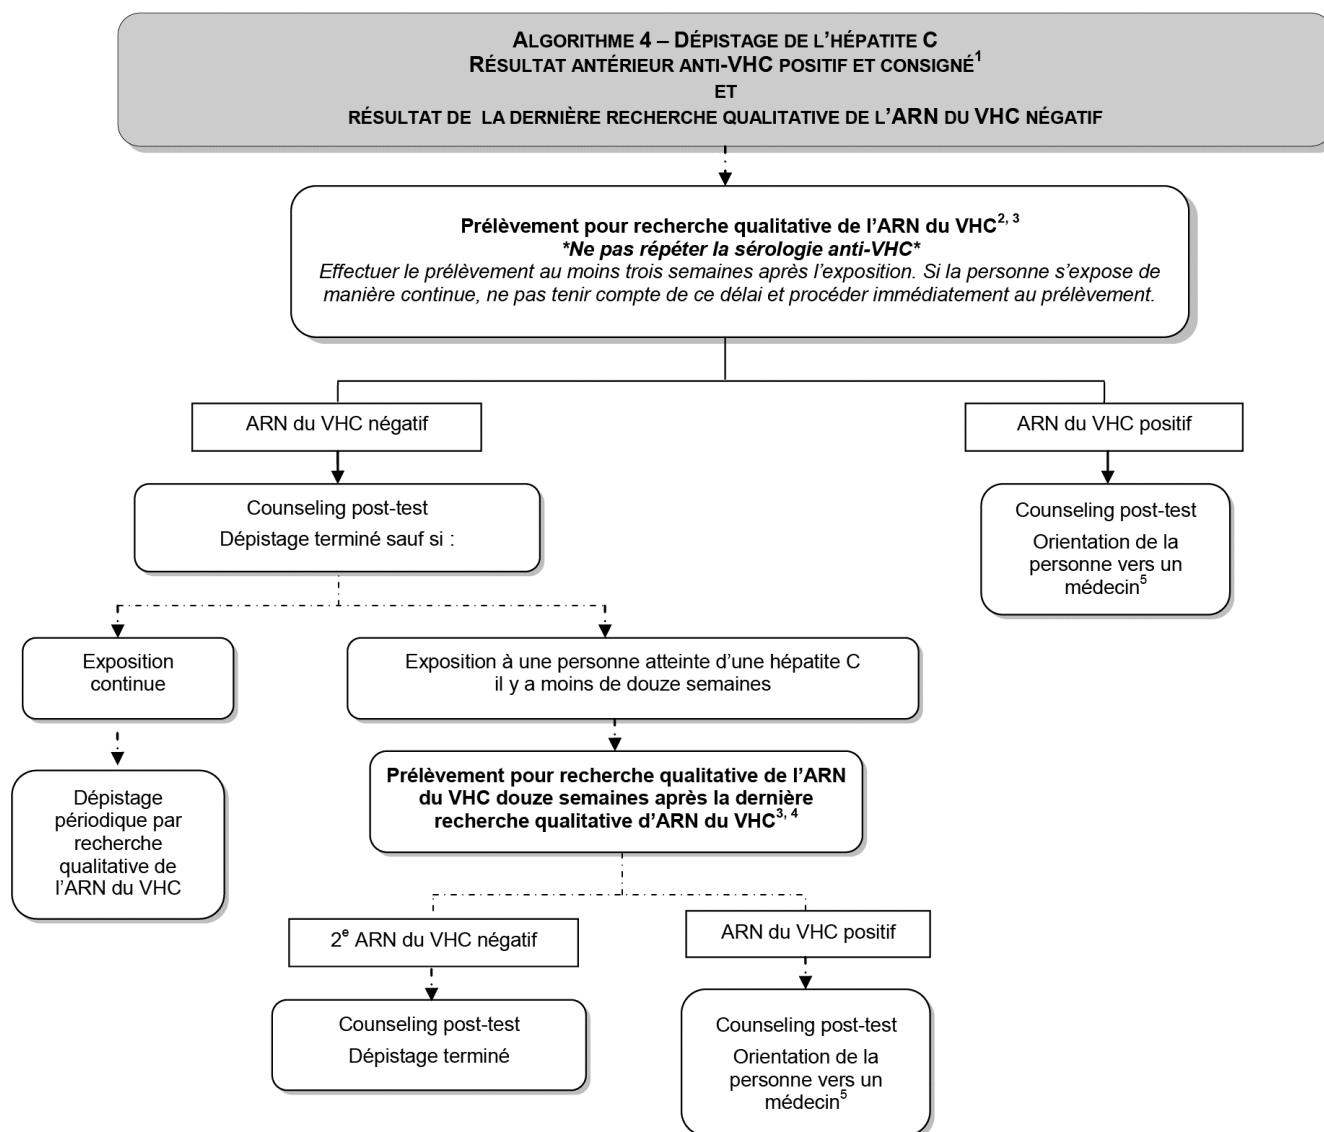 ALGORITHME 4 – DÉPISTAGE DE L'HÉPATITE C
RÉSULTAT ANTÉRIEUR ANTI-VHC POSITIF ET CONSIGNÉ1
ET
RÉSULTAT DE LA DERNIÈRE RECHERCHE QUALITATIVE DE L'ARN DU VHC NÉGATIF
Prélèvement pour recherche qualitative de l'ARN du VHC2, 3
*Ne pas répéter la sérologie anti-VHC*
Effectuer le prélèvement au moins trois semaines après l'exposition. Si la personne s'expose de
manière continue, ne pas tenir compte de ce délai et procéder immédiatement au prélèvement.
ARN du VHC négatif
ARN du VHC positif
Counseling post-test
Dépistage terminé sauf si :
Counseling post-test
Orientation de la
personne vers un
médecin5
Exposition
continue
Exposition à une personne atteinte d'une hépatite C
il y a moins de douze semaines
Dépistage
périodique par
recherche
qualitative de
l'ARN du VHC
Prélèvement pour recherche qualitative de l'ARN
du VHC douze semaines après la dernière
recherche qualitative d'ARN du VHC3, 4
2e ARN du VHC négatif
ARN du VHC positif
Counseling post-test
Dépistage terminé
Counseling post-test
Orientation de la
personne vers un
médecin5